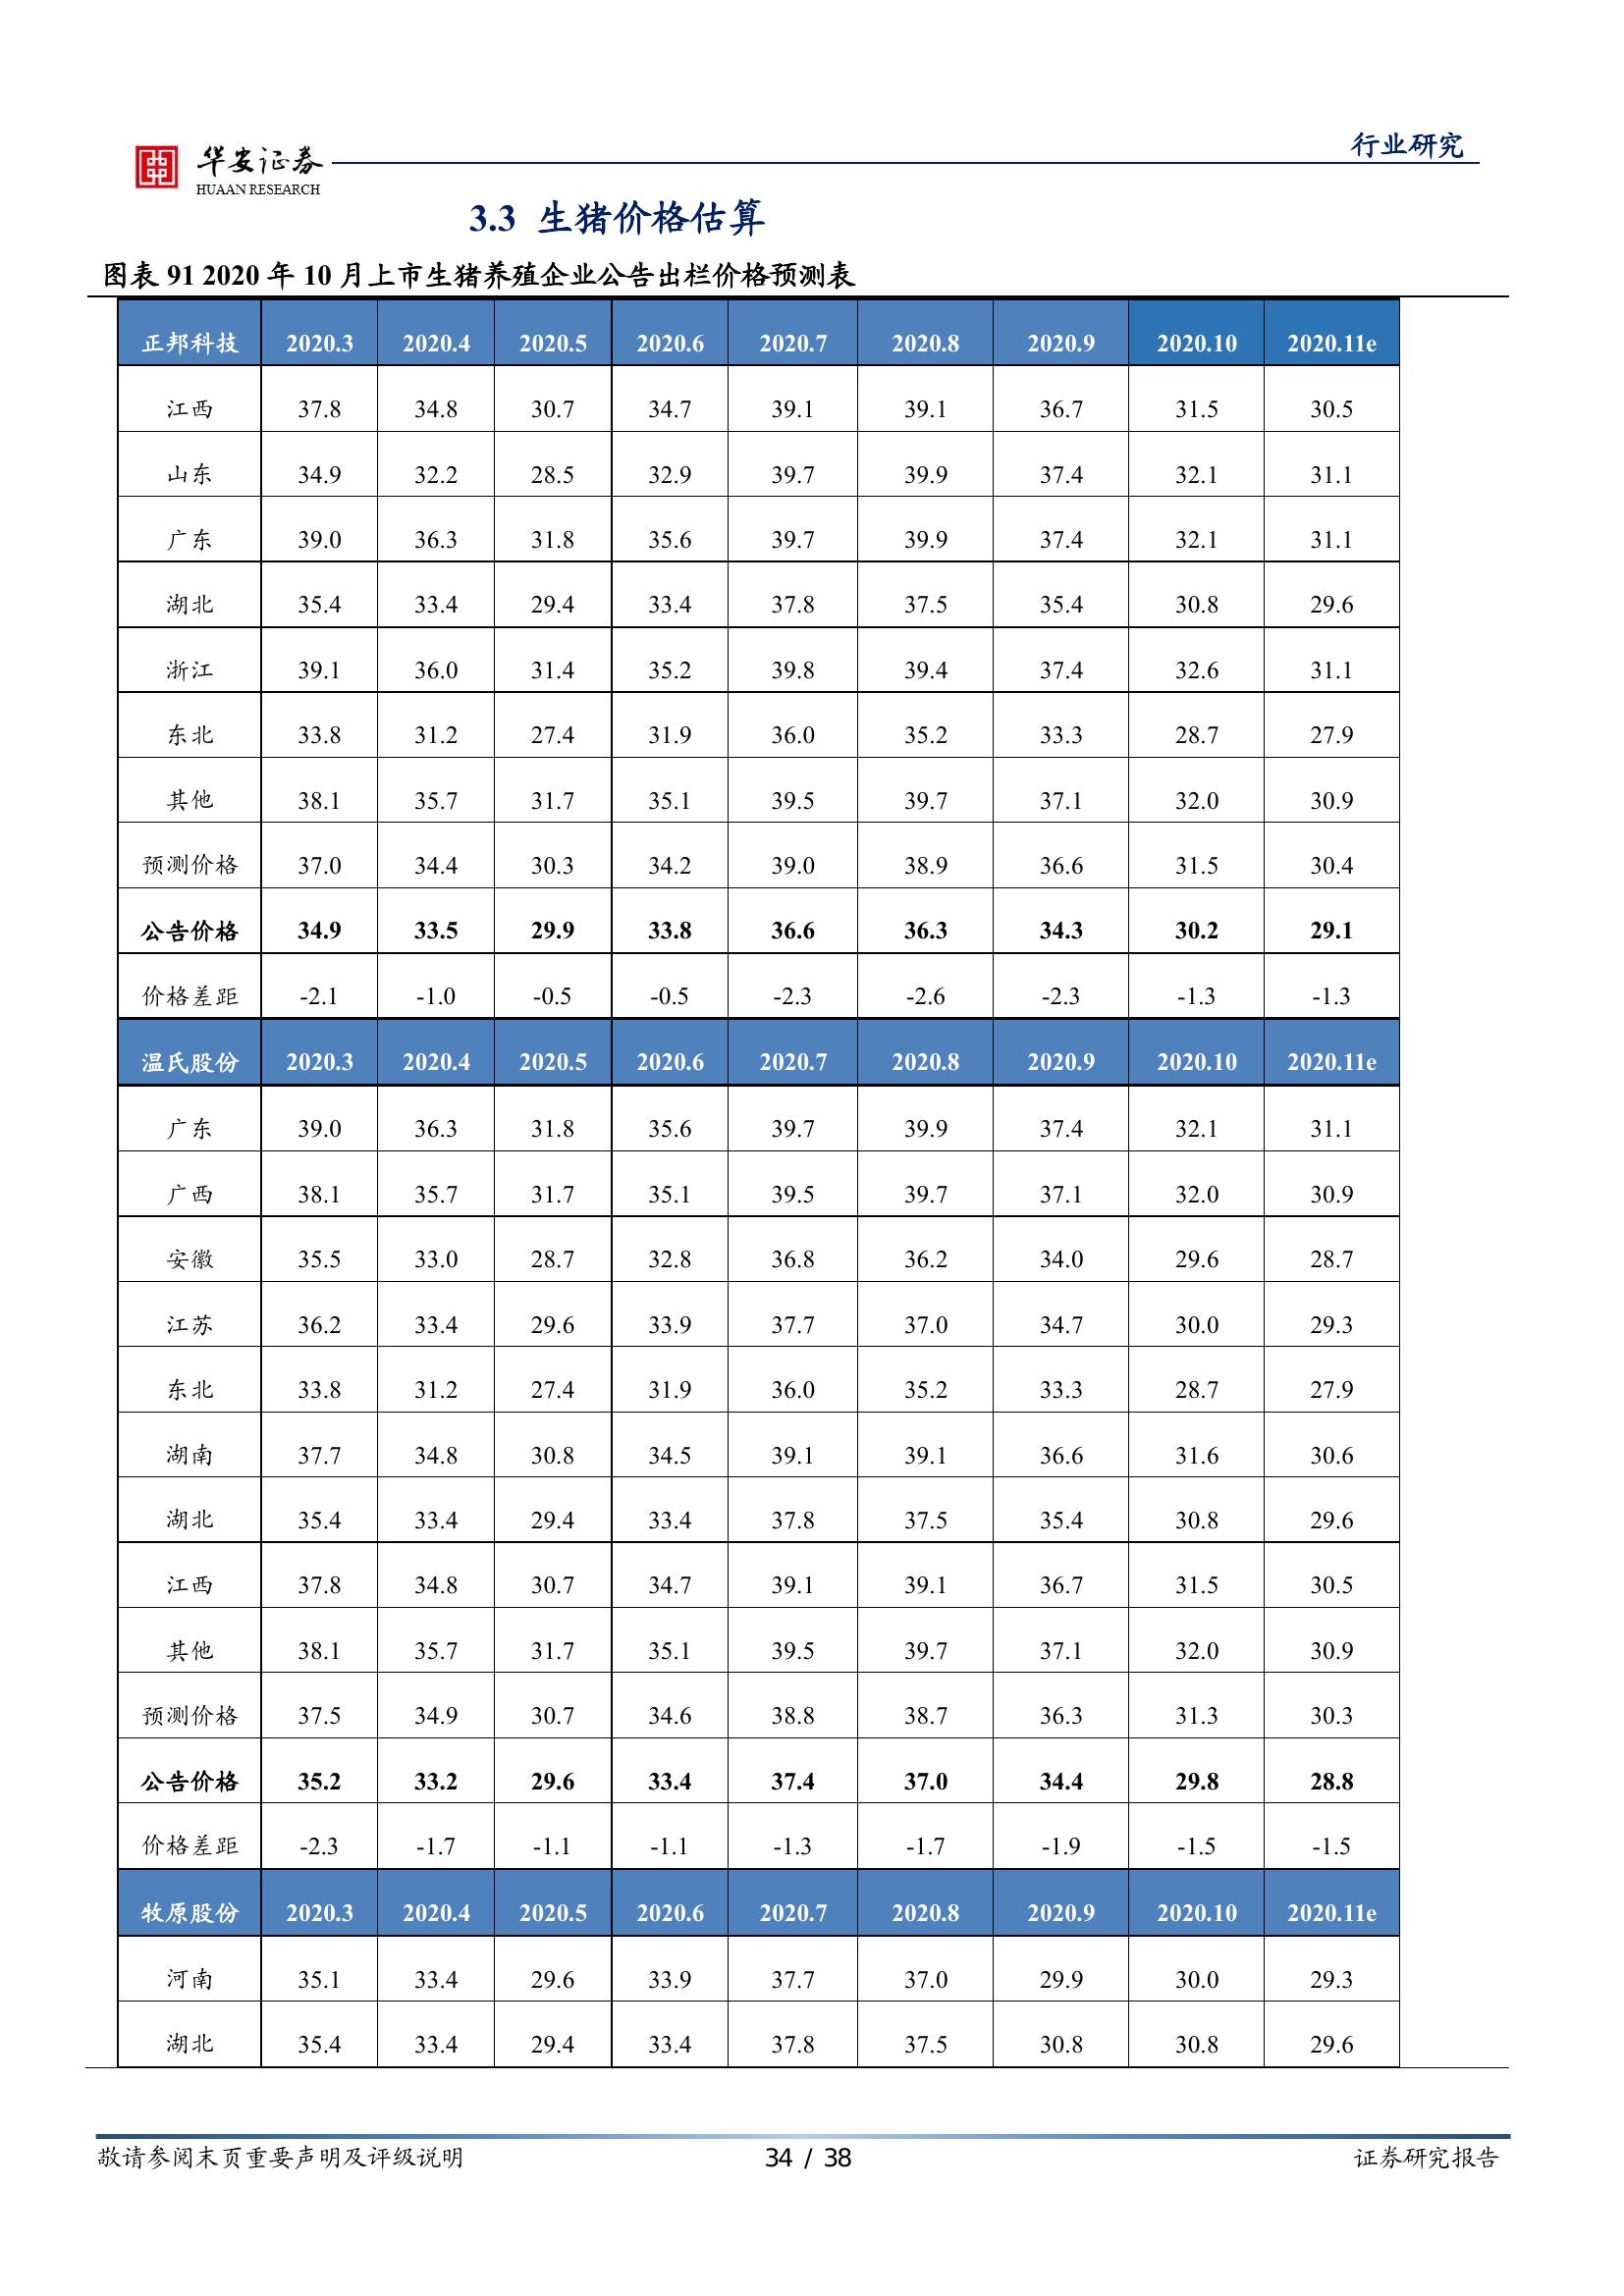 行业研究
华安证券
HUAAN RESEARCH
3.3 生猪价格估算
图表 91 2020 年 10 月上市生猪养殖企业公告出栏价格预测表
正邦科技 2020.3 2020.4 2020.5 2020.6 2020.7 2020.8 2020.9 2020.10 2020.11e
江西 37.8 34.8 30.7 34.7 39.1 39.1 36.7 31.5 30.5
山东 34.9 32.2 28.5 32.9 39.7 39.9 37.4 32.1 31.1
广东 39.0 36.3 31.8 35.6 39.7 39.9 37.4 32.1 31.1
湖北 35.4 33.4 29.4 33.4 37.8 37.5 35.4 30.8 29.6
浙江 39.1 36.0 31.4 35.2 39.8 39.4 37.4 32.6 31.1
东北 33.8 31.2 27.4 31.9 36.0 35.2 33.3 28.7 27.9
其他 38.1 35.7 31.7 35.1 39.5 39.7 37.1 32.0 30.9
预测价格 37.0 34.4 30.3 34.2 39.0 38.9 36.6 31.5 30.4
公告价格 34.9 33.5 29.9 33.8 36.6 36.3 34.3 30.2 29.1
价格差距 -2.1 -1.0 -0.5 -0.5 -2.3 -2.6 -2.3 -1.3 -1.3
温氏股份 2020.3 2020.4 2020.5 2020.6 2020.7 2020.8 2020.9 2020.10 2020.11e
广东 39.0 36.3 31.8 35.6 39.7 39.9 37.4 32.1 31.1
广西 38.1 35.7 31.7 35.1 39.5 39.7 37.1 32.0 30.9
安徽 35.5 33.0 28.7 32.8 36.8 36.2 34.0 29.6 28.7
江苏 36.2 33.4 29.6 33.9 37.7 37.0 34.7 30.0 29.3
东北 33.8 31.2 27.4 31.9 36.0 35.2 33.3 28.7 27.9
湖南 37.7 34.8 30.8 34.5 39.1 39.1 36.6 31.6 30.6
湖北 35.4 33.4 29.4 33.4 37.8 37.5 35.4 30.8 29.6
江西 37.8 34.8 30.7 34.7 39.1 39.1 36.7 31.5 30.5
其他 38.1 35.7 31.7 35.1 39.5 39.7 37.1 32.0 30.9
预测价格 37.5 34.9 30.7 34.6 38.8 38.7 36.3 31.3 30.3
公告价格 35.2 33.2 29.6 33.4 37.4 37.0 34.4 29.8 28.8
价格差距 -2.3 -1.7 -1.1 -1.1 -1.3 -1.7 -1.9 -1.5 -1.5
牧原股份 2020.3 2020.4 2020.5 2020.6 2020.7 2020.8 2020.9 2020.10 2020.11e
河南 35.1 33.4 29.6 33.9 37.7 37.0 29.9 30.0 29.3
湖北 35.4 33.4 29.4 33.4 37.8 37.5 30.8 30.8 29.6
敬请参阅末页重要声明及评级说明 34 / 38 证券研究报告